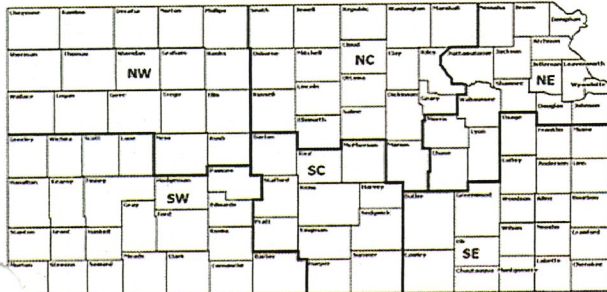 Cheyenne Rawlins Decatur Norton Phillips Smith Jewell Republic Washington Marshall Nemaha Brown Doniphan
Sherman Thomas Sheridan Graham Rooks Osborne Mitchell Cloud Clay Riley Pottawatomie Jackson Atchison
Jefferson Leavenworth
NW NC NE
Wyandotte
Wallace Logan Gove Trego Ellis Russell Lincoln Ottawa Dickinson Geary Wabaunsee Shawnee Douglas Johnson
Ellsworth Saline Morris Lyon Osage Franklin Miami
Greeley Wichita Scott Lane Ness Rush Barton Rice McPherson Marion Chase Coffey Anderson Linn
SC
Hamilton Kearny Finney Hodgeman Pawnee Stafford Reno Harvey Butler Greenwood Woodson Allen Bourbon
SW
Gray Ford Edwards Pratt Sedgwick
Stanton Grant Haskell Kiowa Kingman Elk Wilson Neosho Crawford
SE
Morton Stevens Seward Meade Clark Comanche Barber Harper Sumner Cowley Chautauqua Montgomery Labette Cherokee